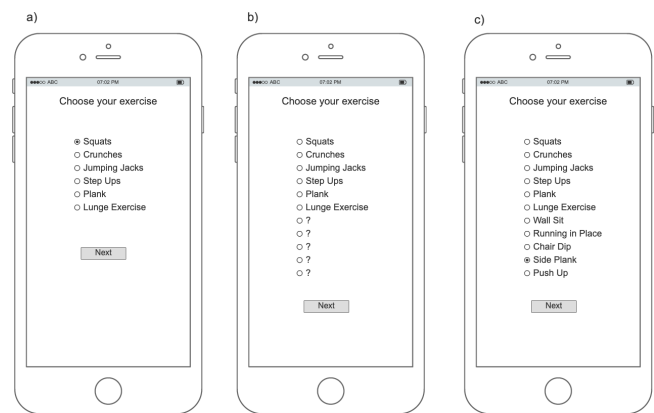 a)
●●●○○ ABC 07:02 PM
Choose your exercise
Squats
Crunches
Jumping Jacks
Step Ups
Plank
Lunge Exercise
Next
b)
●●●○○ ABC 07:02 PM
Choose your exercise
Squats
Crunches
Jumping Jacks
Step Ups
Plank
Lunge Exercise
?
?
?
?
?
Next
c)
●●●○○ ABC 07:02 PM
Choose your exercise
Squats
Crunches
Jumping Jacks
Step Ups
Plank
Lunge Exercise
Wall Sit
Running in Place
Chair Dip
Side Plank
Push Up
Next